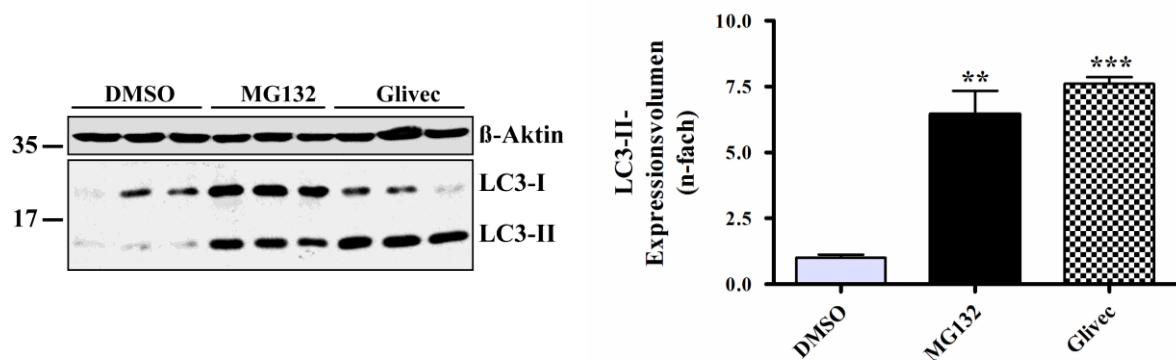 DMSO MG132 Glivec
ß-Aktin
35
LC3-I
17
LC3-II
LC3-II-
Expressionsvolumen
(n-fach)
10.0
7.5
5.0
2.5
0.0
**
***
DMSO
MG132
Glivec